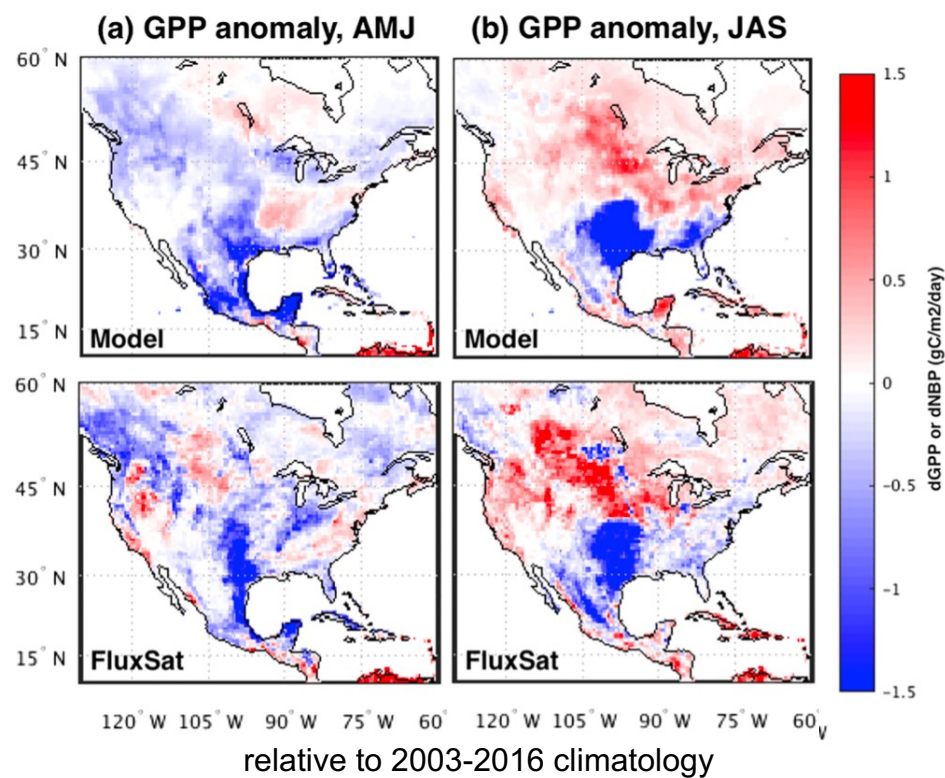 (a) GPP anomaly, AMJ (b) GPP anomaly, JAS
60° N
45° N
30° N
15° N
Model
Model
60° N
45° N
30° N
15° N
FluxSat
FluxSat
120° W 105° W 90° W 75° W 60°
120° W 105° W 90° W 75° W 60° W
1.5
1
0.5
0
−0.5
−1
−1.5
dGPP or dNBP (gC/m2/day)
relative to 2003-2016 climatology